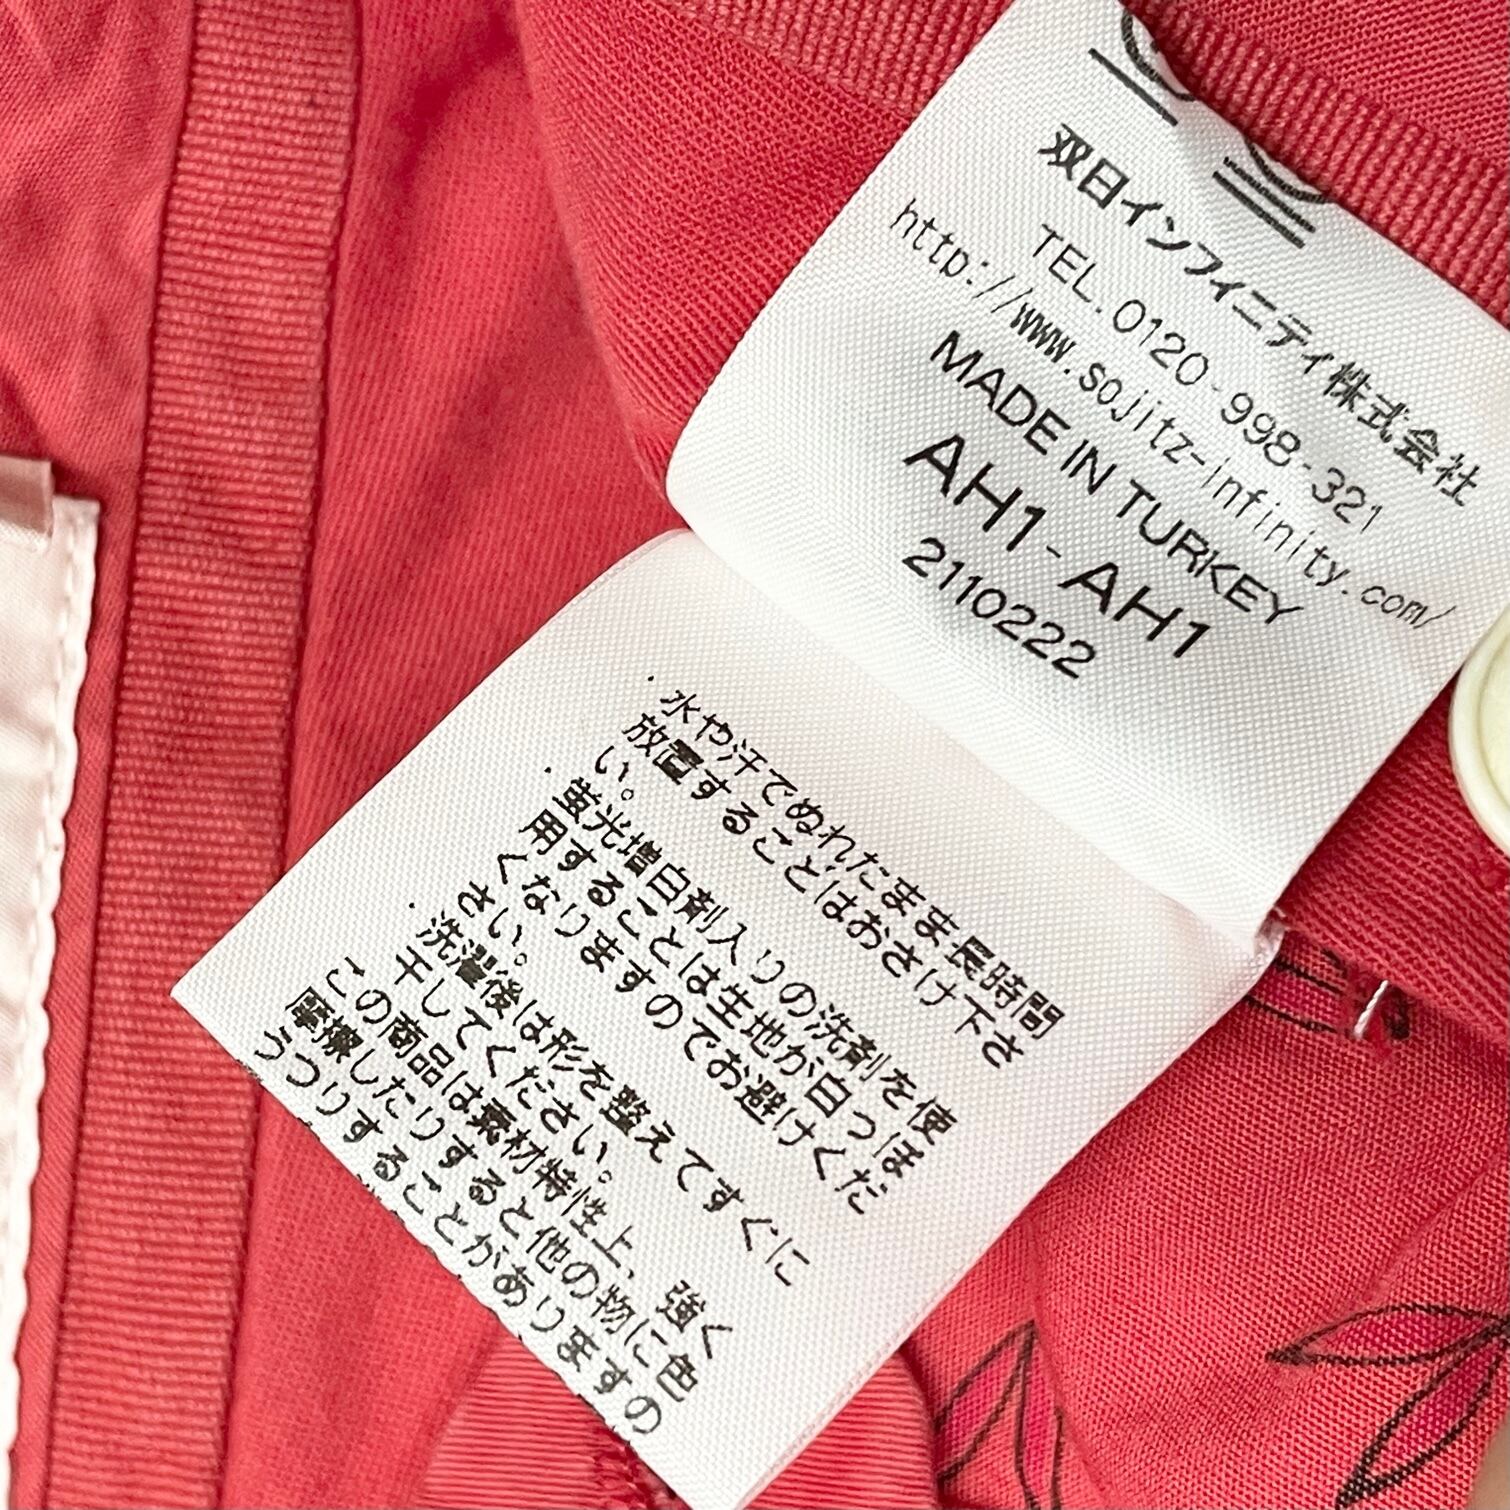 双日インフィニティ株式会社
TEL.0120-998-321
http://www.sojitz-infinity.com/
MADE IN TURKEY
AH1-AH1
2110222
・水や汗でぬれたまま長時間
放置することはおさけ下さ
い。
・蛍光増白剤入りの洗剤を使
用することは生地が白っぽ
くなりますのでお避けくだ
さい。
・洗濯後は形を整えてすぐに
干してください。
この商品は素材特性上、強く
摩擦したりすると他の物に色
うつりすることがありますの